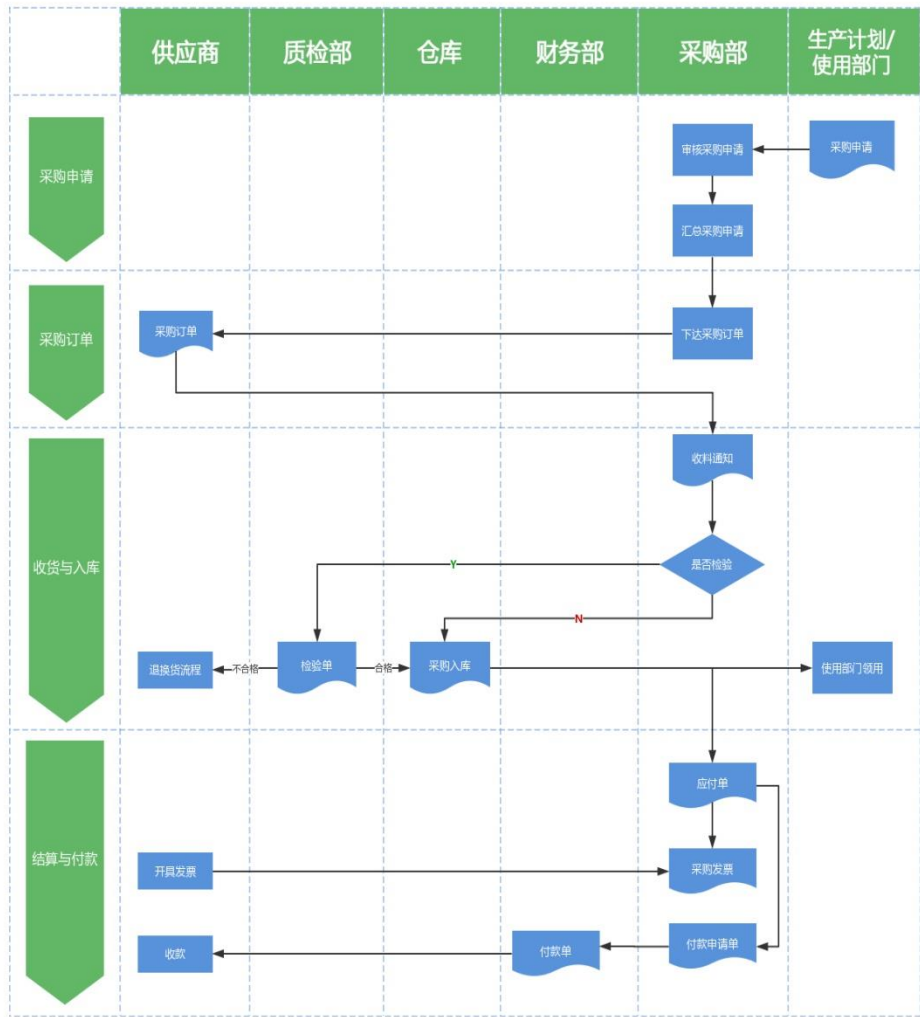 供应商
质检部
仓库
财务部
采购部
生产计划/
使用部门
采购申请
审核采购申请
采购申请
汇总采购申请
采购订单
采购订单
下达采购订单
收货与入库
收料通知
是否检验
Y
N
退换货流程
不合格
检验单
合格
采购入库
使用部门领用
结算与付款
应付单
开具发票
采购发票
收款
付款单
付款申请单